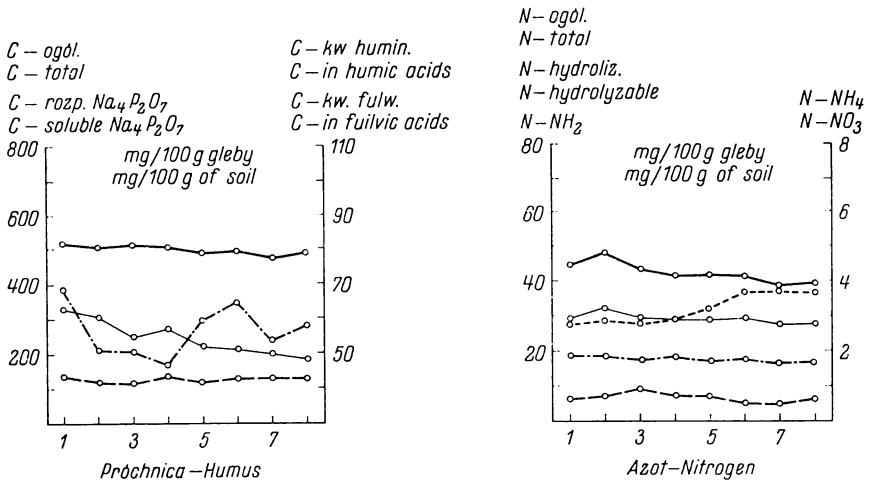 C – ogół.
C – total
C – rozp. Na4P2O7
C – soluble Na4P2O7
C – kw humin.
C – in humic acids
C – kw. fulw.
C – in fuilvic acids
mg/100 g gleby
mg/100 g of soil
800
600
400
200
110
90
70
50
1 3 5 7
Próchnica – Humus
N – ogól.
N – total
N – hydroliz.
N – hydrolyzable
N – NH2
N – NH4
N – NO3
mg/100 g gleby
mg/100 g of soil
80
60
40
20
8
6
4
2
1 3 5 7
Azot – Nitrogen